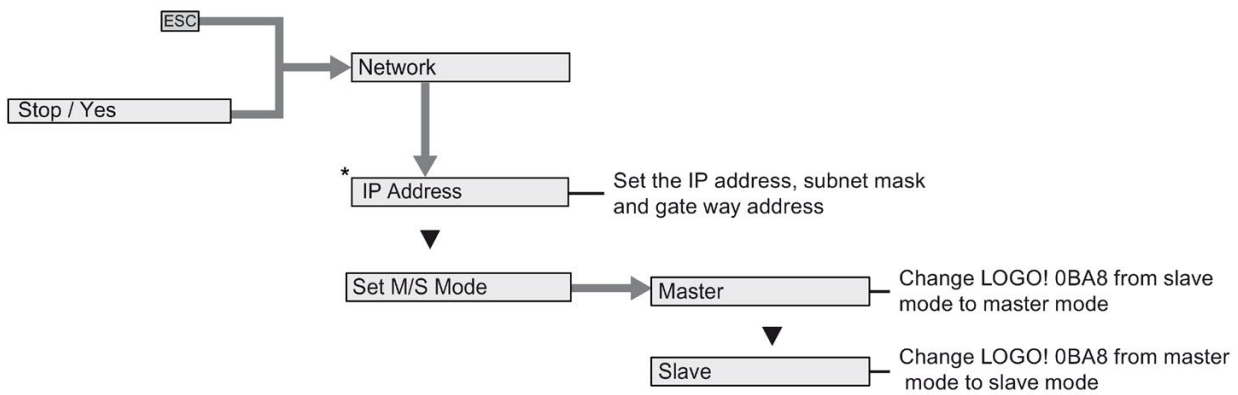 ESC
Network
Stop / Yes
*
IP Address
Set the IP address, subnet mask
and gate way address
Set M/S Mode
Master
Change LOGO! 0BA8 from slave
mode to master mode
Slave
Change LOGO! 0BA8 from master
mode to slave mode